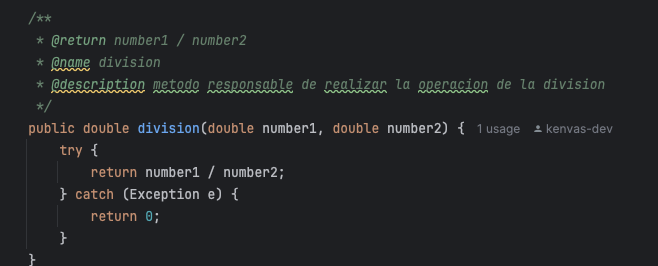 /**
 * @return number1 / number2
 * @name division
 * @description metodo responsable de realizar la operacion de la division
 */
public double division(double number1, double number2) { 1 usage kenvas-dev
    try {
        return number1 / number2;
    } catch (Exception e) {
        return 0;
    }
}